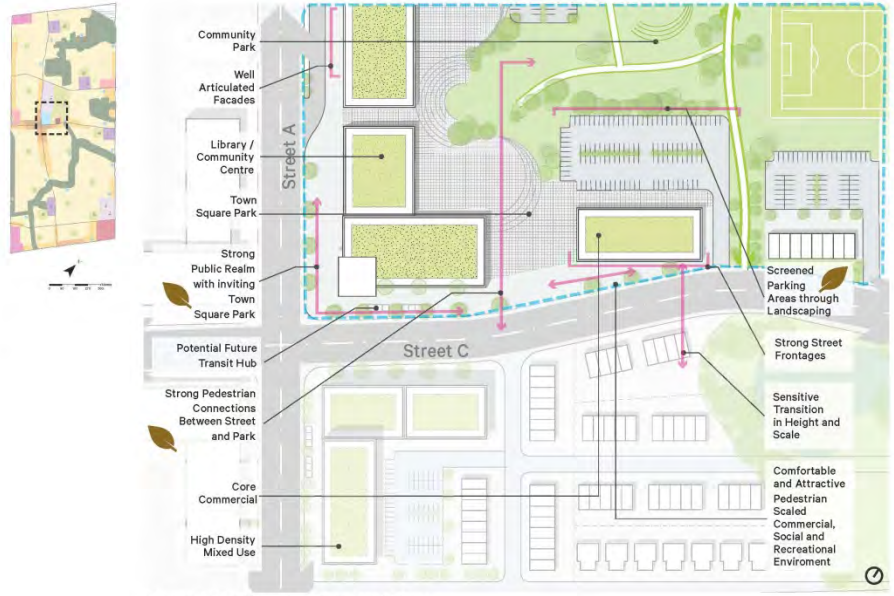 Community
Park
Well
Articulated
Facades
Library /
Community
Centre
Town
Square Park
Strong
Public Realm
with inviting
Town
Square Park
Potential Future
Transit Hub
Strong Pedestrian
Connections
Between Street
and Park
Core
Commercial
High Density
Mixed Use
Street A
Street C
Screened
Parking
Areas through
Landscaping
Strong Street
Frontages
Sensitive
Transition
in Height and
Scale
Comfortable
and Attractive
Pedestrian
Scaled
Commercial,
Social and
Recreational
Enviroment